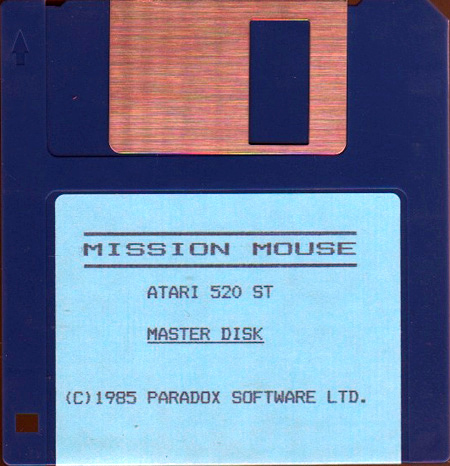 MISSION MOUSE
ATARI 520 ST
MASTER DISK
(C)1985 PARADOX SOFTWARE LTD.